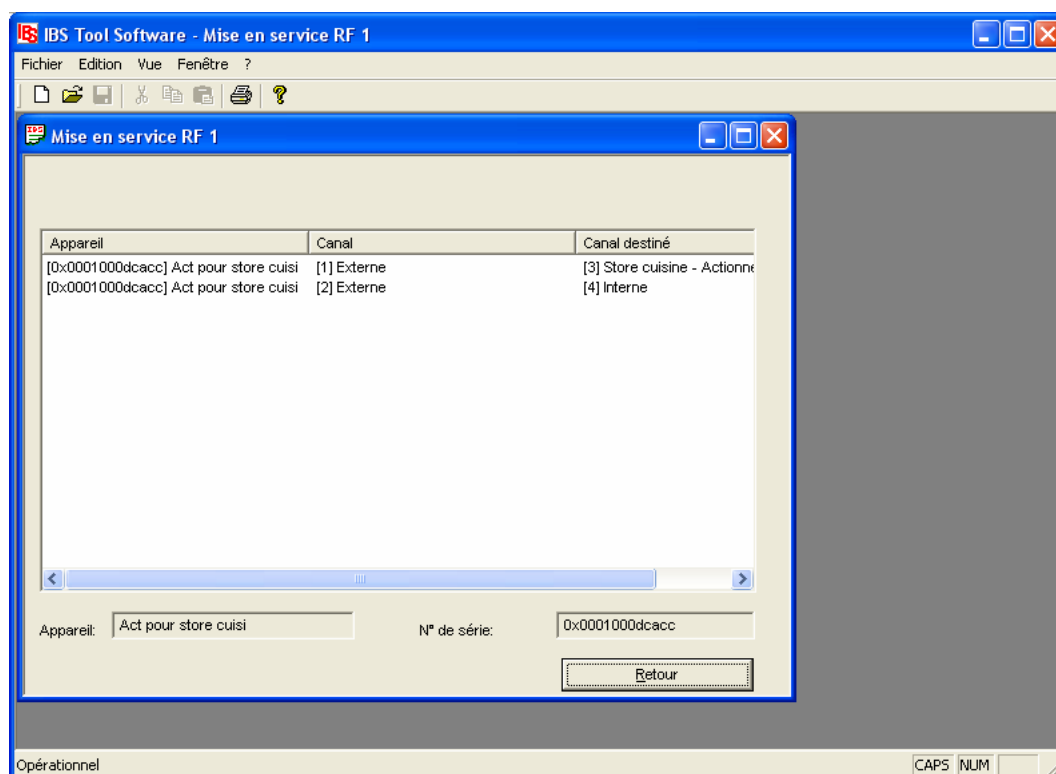 IBS IBS Tool Software - Mise en service RF 1
Fichier Edition Vue Fenêtre ?
IBS Mise en service RF 1
Appareil Canal Canal destiné
[0x0001000dcacc] Act pour store cuisi [1] Externe [3] Store cuisine - Actionne
[0x0001000dcacc] Act pour store cuisi [2] Externe [4] Interne
Appareil: Act pour store cuisi N° de série: 0x0001000dcacc
Retour
Opérationnel CAPS NUM